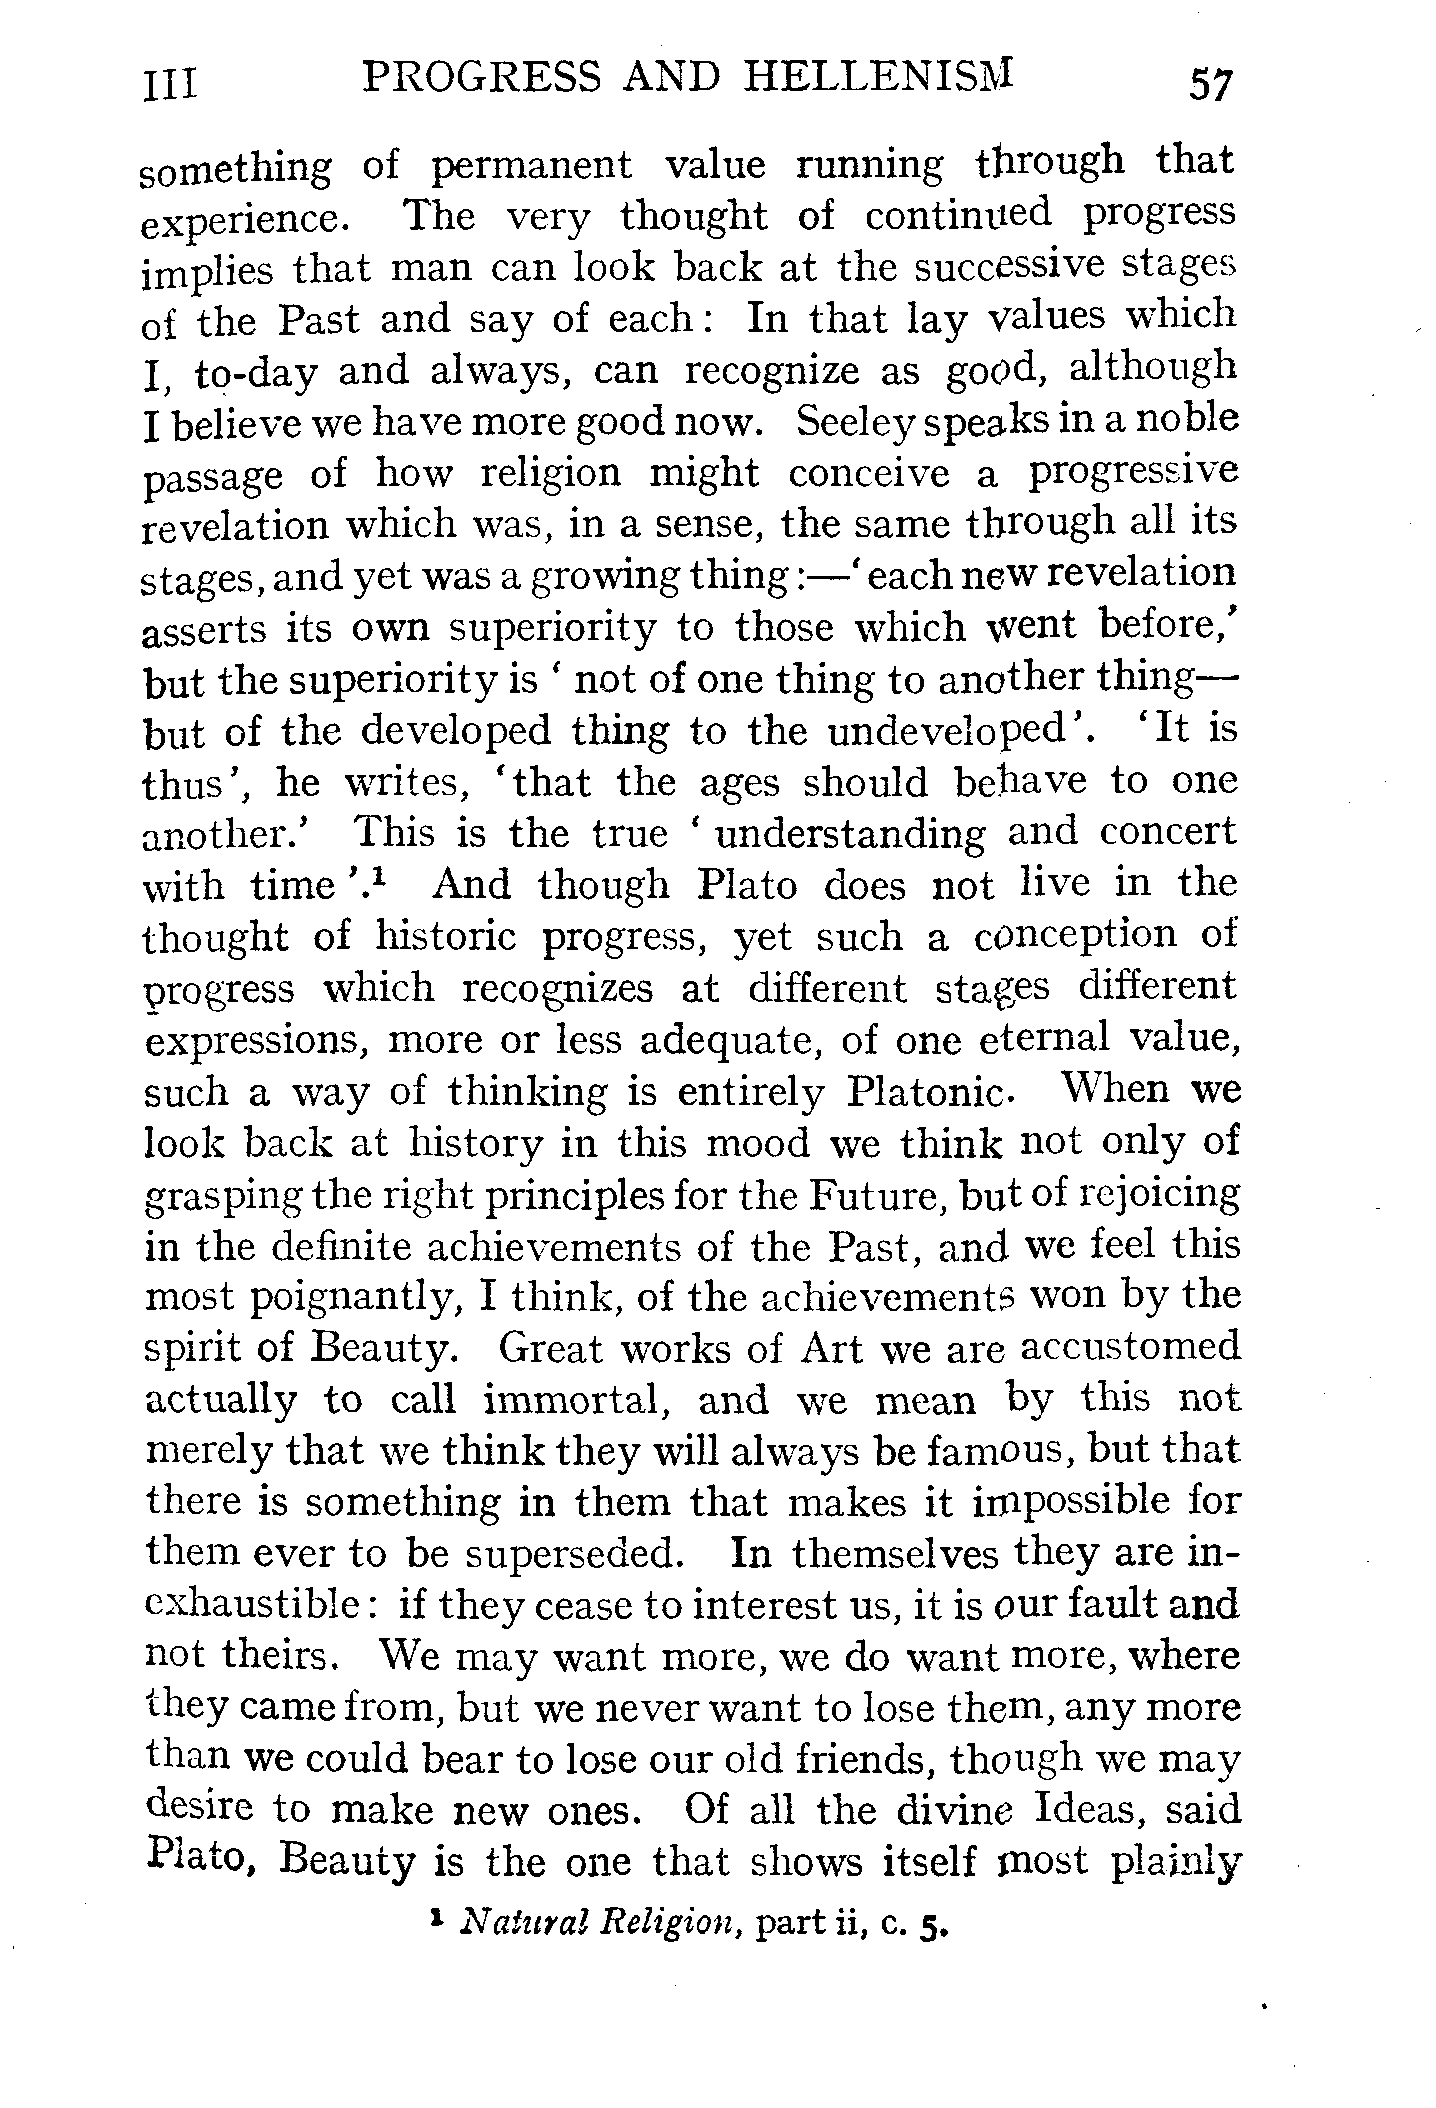 III PROGRESS AND HELLENISM 57
something of permanent value running through that
experience. The very thought of continued progress
implies that man can look back at the successive stages
of the Past and say of each: In that lay values which
I, to-day and always, can recognize as good, although
I believe we have more good now. Seeley speaks in a noble
passage of how religion might conceive a progressive
revelation which was, in a sense, the same through all its
stages, and yet was a growing thing:—‘each new revelation
asserts its own superiority to those which went before,’
but the superiority is ‘ not of one thing to another thing—
but of the developed thing to the undeveloped’. ‘It is
thus’, he writes, ‘that the ages should behave to one
another.’ This is the true ‘ understanding and concert
with time ’.¹ And though Plato does not live in the
thought of historic progress, yet such a conception of
progress which recognizes at different stages different
expressions, more or less adequate, of one eternal value,
such a way of thinking is entirely Platonic. When we
look back at history in this mood we think not only of
grasping the right principles for the Future, but of rejoicing
in the definite achievements of the Past, and we feel this
most poignantly, I think, of the achievements won by the
spirit of Beauty. Great works of Art we are accustomed
actually to call immortal, and we mean by this not
merely that we think they will always be famous, but that
there is something in them that makes it impossible for
them ever to be superseded. In themselves they are in-
exhaustible: if they cease to interest us, it is our fault and
not theirs. We may want more, we do want more, where
they came from, but we never want to lose them, any more
than we could bear to lose our old friends, though we may
desire to make new ones. Of all the divine Ideas, said
Plato, Beauty is the one that shows itself most plainly
¹ Natural Religion, part ii, c. 5.